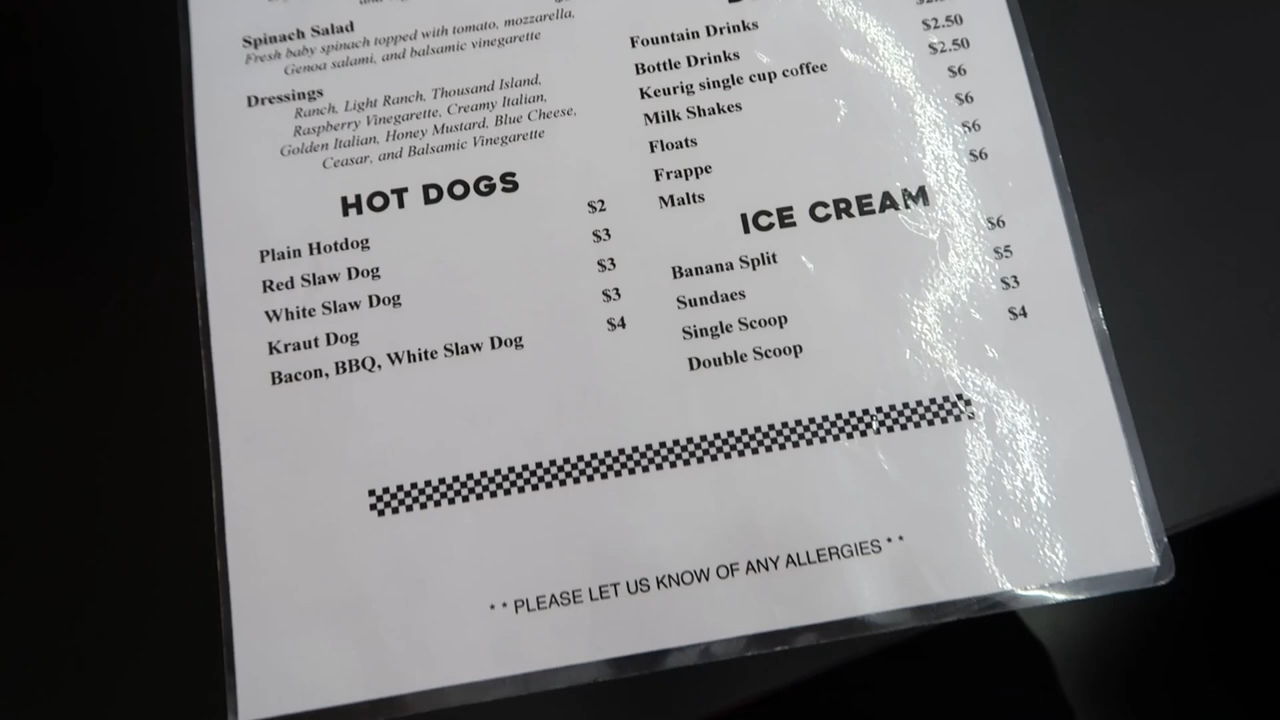 Spinach Salad
Fresh baby spinach topped with tomato, mozzarella,
Genoa salami, and balsamic vinegarette
Dressings
Ranch, Light Ranch, Thousand Island,
Raspberry Vinegarette, Creamy Italian,
Golden Italian, Honey Mustard, Blue Cheese,
Ceasar, and Balsamic Vinegarette
HOT DOGS
Plain Hotdog $2
Red Slaw Dog $3
White Slaw Dog $3
Kraut Dog $3
Bacon, BBQ, White Slaw Dog $4
Fountain Drinks
Bottle Drinks $2.50
Keurig single cup coffee $2.50
Milk Shakes $6
Floats $6
Frappe $6
Malts $6
ICE CREAM
Banana Split $6
Sundaes $5
Single Scoop $3
Double Scoop $4
* * PLEASE LET US KNOW OF ANY ALLERGIES * *